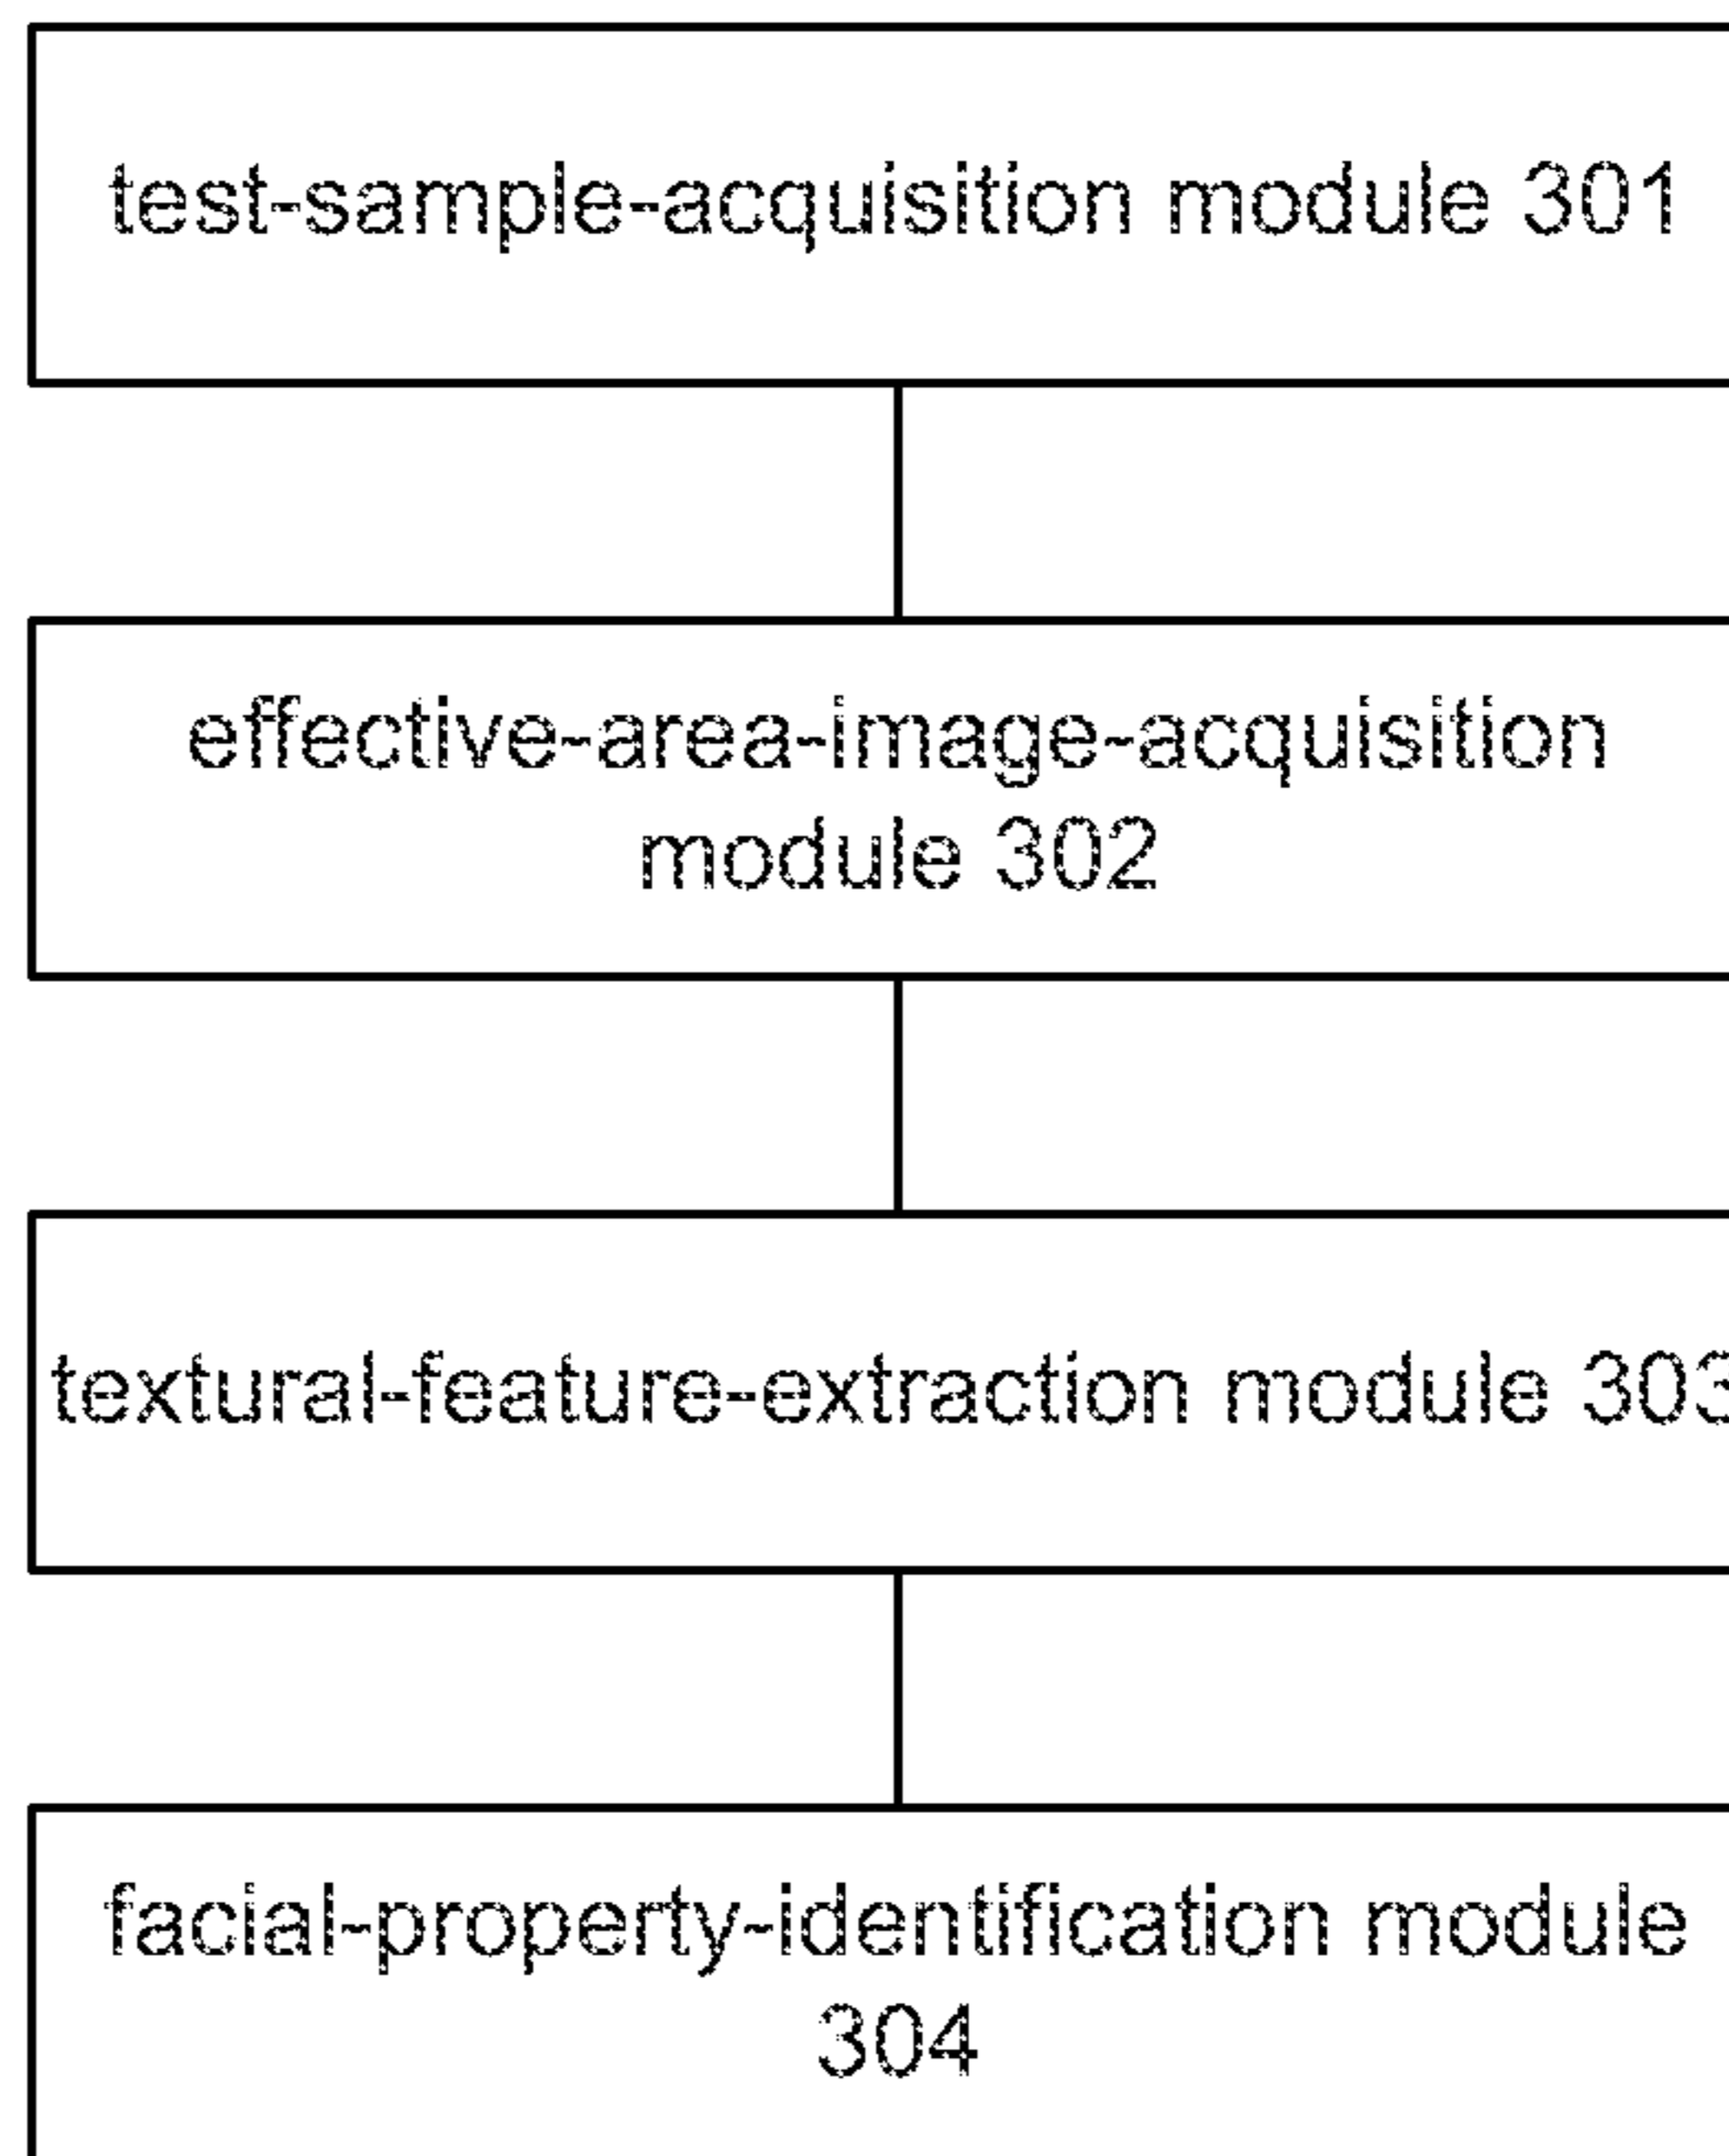 test-sample-acquisition module 301
effective-area-image-acquisition
module 302
textural-feature-extraction module 303
facial-property-identification module
304